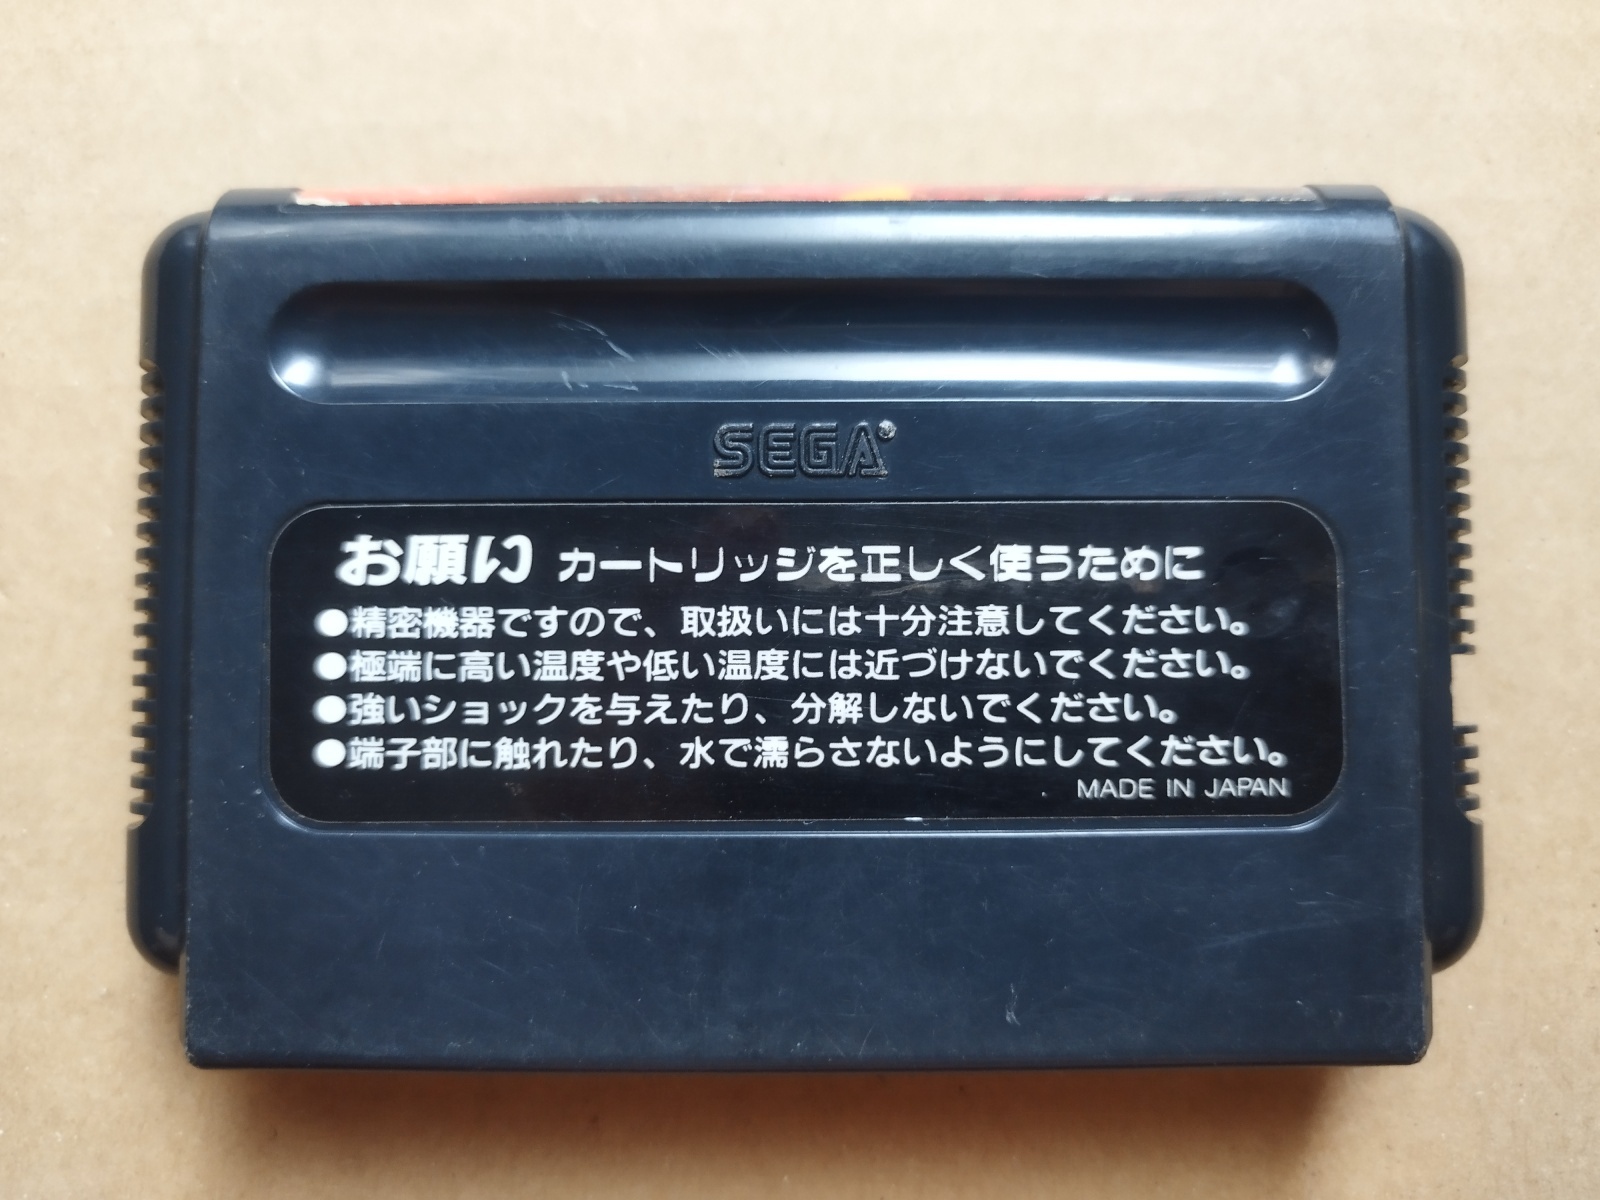 SEGA
お願い カートリッジを正しく使うために
●精密機器ですので、取扱いには十分注意してください。
●極端に高い温度や低い温度には近づけないでください。
●強いショックを与えたり、分解しないでください。
●端子部に触れたり、水で濡らさないようにしてください。
MADE IN JAPAN